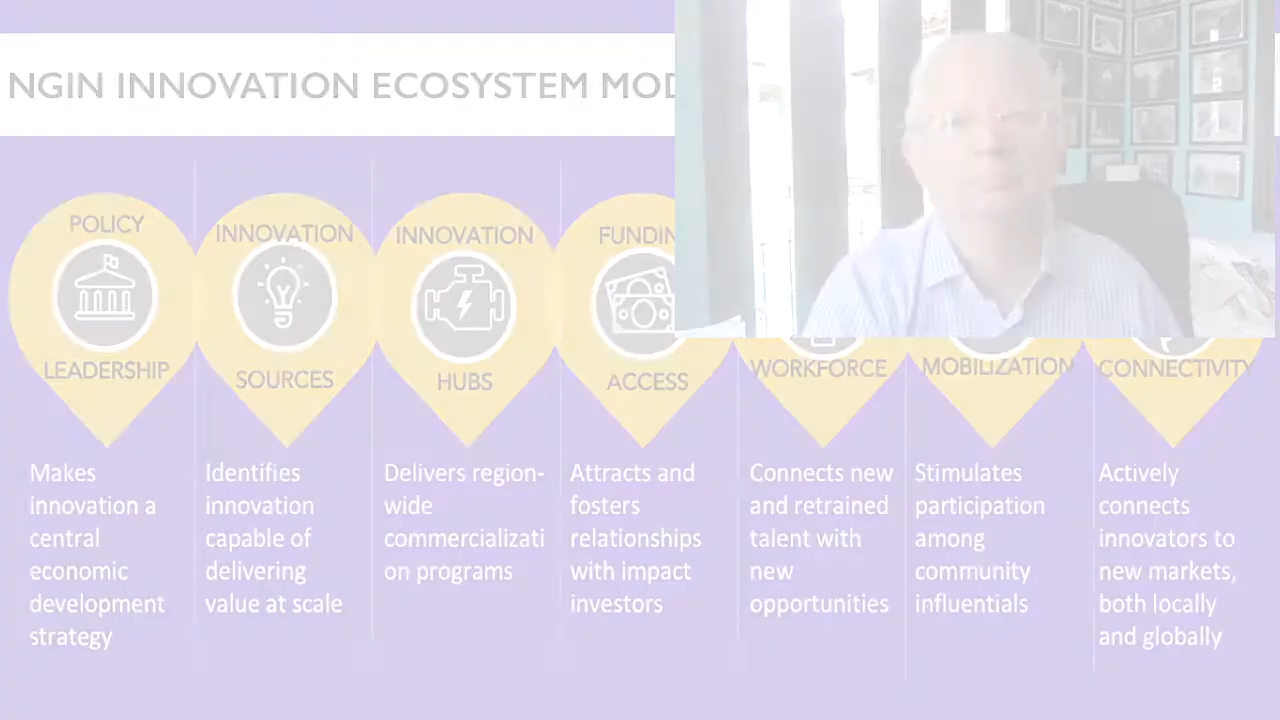 NGIN INNOVATION ECOSYSTEM MOD
POLICY
LEADERSHIP
Makes
innovation a
central
economic
development
strategy
INNOVATION
SOURCES
Identifies
innovation
capable of
delivering
value at scale
INNOVATION
HUBS
Delivers region-
wide
commercializati
on programs
FUNDIN
ACCESS
Attracts and
fosters
relationships
with impact
investors
WORKFORCE
Connects new
and retrained
talent with
new
opportunities
MOBILIZATION
Stimulates
participation
among
community
influentials
CONNECTIVITY
Actively
connects
innovators to
new markets,
both locally
and globally